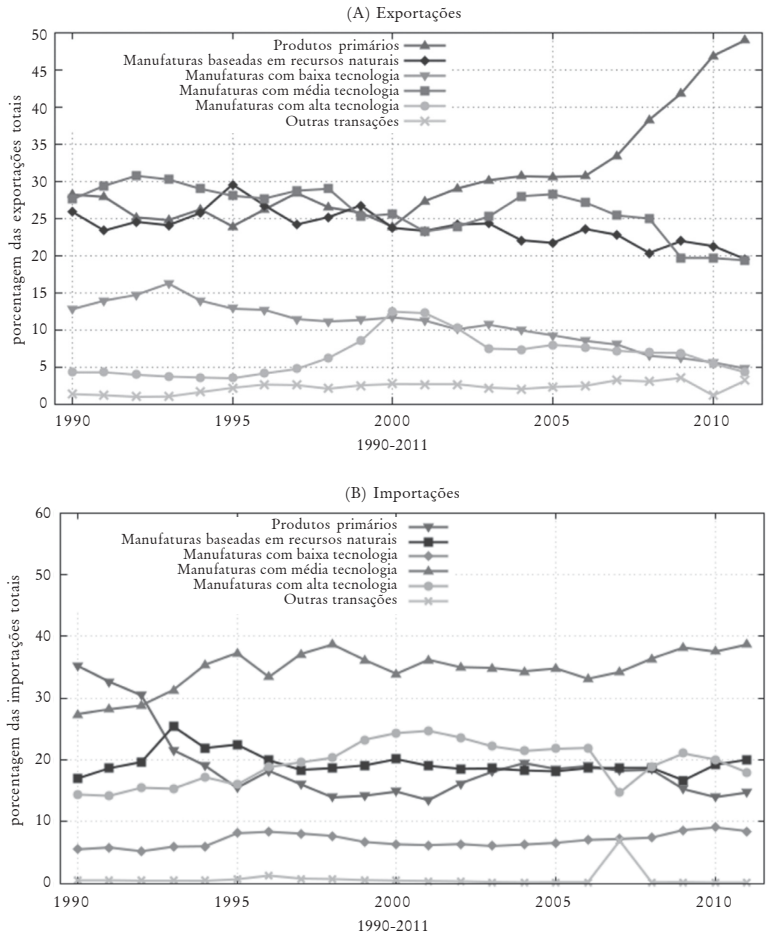 (A) Exportações
50
45
40
35
30
25
20
15
10
5
0
porcentagem das exportações totais
Produtos primários
Manufaturas baseadas em recursos naturais
Manufaturas com baixa tecnologia
Manufaturas com média tecnologia
Manufaturas com alta tecnologia
Outras transações
1990 1995 2000 2005 2010
1990-2011
(B) Importações
60
50
40
30
20
10
0
porcentagem das importações totais
Produtos primários
Manufaturas baseadas em recursos naturais
Manufaturas com baixa tecnologia
Manufaturas com média tecnologia
Manufaturas com alta tecnologia
Outras transações
1990 1995 2000 2005 2010
1990-2011